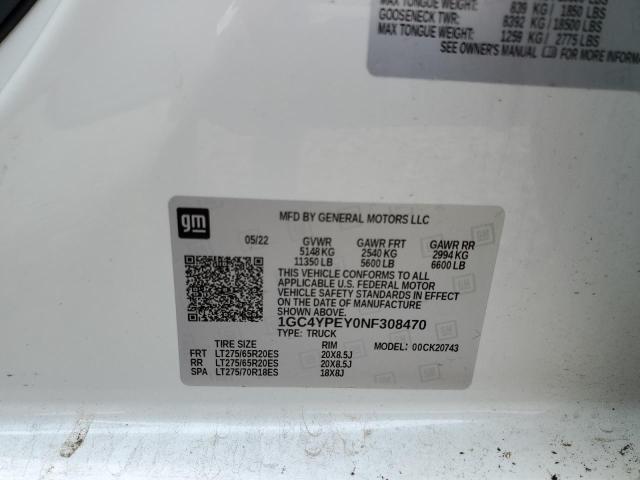 MAX TONGUE WEIGHT: 839 KG / 1850 LBS
GOOSENECK TWR: 8392 KG / 18500 LBS
MAX TONGUE WEIGHT: 1259 KG / 2775 LBS
SEE OWNER'S MANUAL FOR MORE INFORMA
gm
MFD BY GENERAL MOTORS LLC
05/22 GVWR GAWR FRT GAWR RR
5148 KG 2540 KG 2994 KG
11350 LB 5600 LB 6600 LB
THIS VEHICLE CONFORMS TO ALL
APPLICABLE U.S. FEDERAL MOTOR
VEHICLE SAFETY STANDARDS IN
EFFECT ON THE DATE OF MANUFACTURE
SHOWN ABOVE.
1GC4YPEY0NF308470
TYPE: TRUCK
TIRE SIZE RIM MODEL: 00CK20743
FRT LT275/65R20ES 20X8.5J
RR LT275/65R20ES 20X8.5J
SPA LT275/70R18ES 18X8J